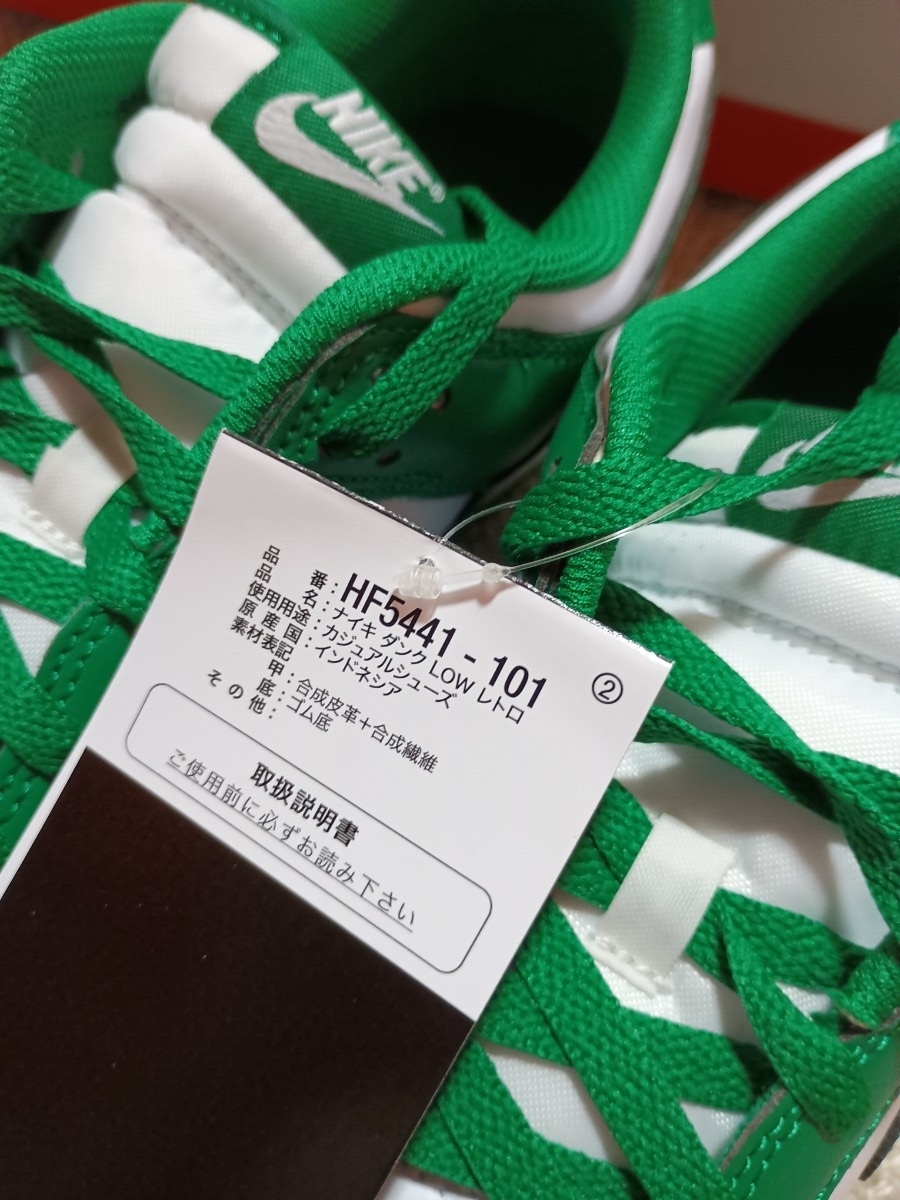 NIKE®
品番：HF5441-101 ②
品名：ナイキ ダンク LOW レトロ
使用用途：カジュアルシューズ
原産国：インドネシア
素材表記
甲：合成皮革＋合成繊維
底：ゴム底
その他：
取扱説明書
ご使用前に必ずお読み下さい